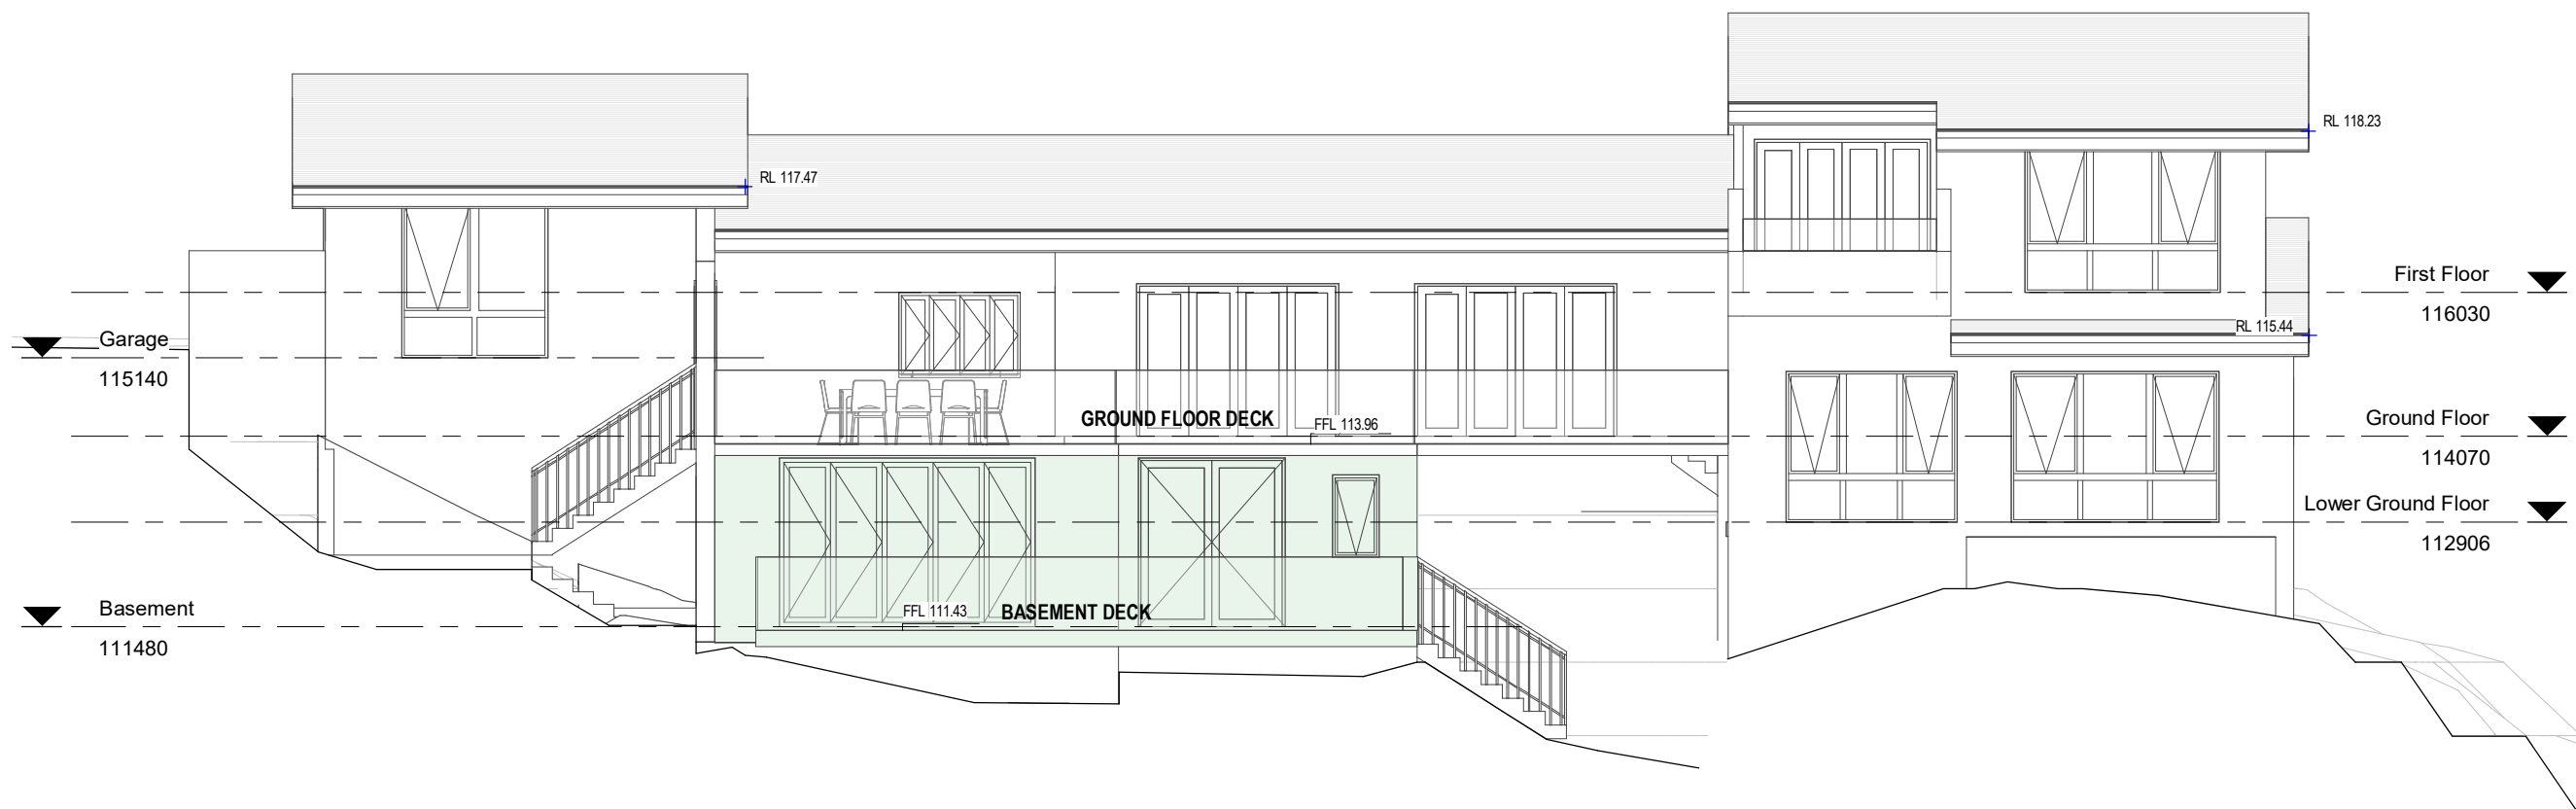 RL 118.23
RL 117.47
First Floor
116030
RL 115.44
Garage
115140
GROUND FLOOR DECK
FFL 113.96
Ground Floor
114070
Lower Ground Floor
112906
Basement
111480
FFL 111.43
BASEMENT DECK